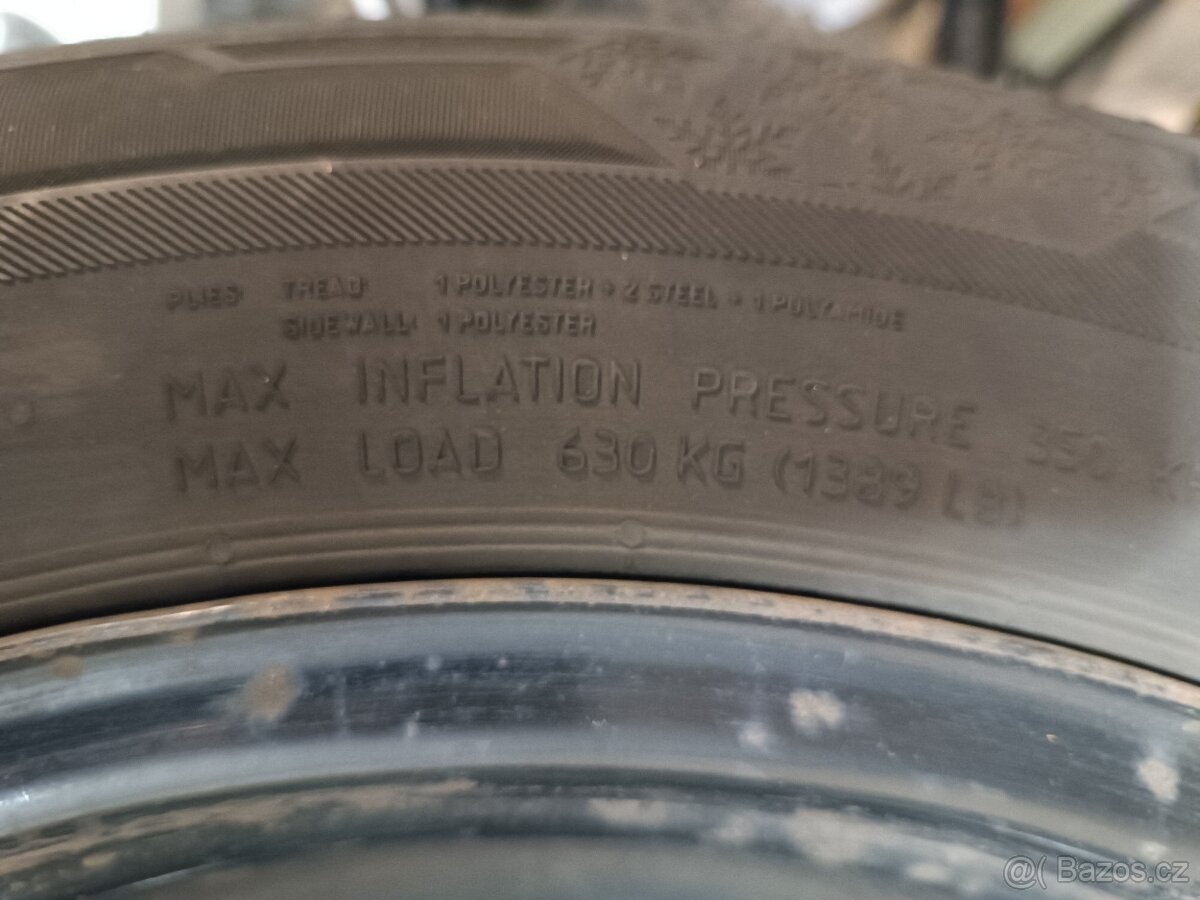 PLIES TREAD: 1 POLYESTER + 2 STEEL + 1 POLYAMIDE
SIDEWALL: 1 POLYESTER
MAX INFLATION PRESSURE 350
MAX LOAD 630 KG (1389 LB)
@( Bazos.cz